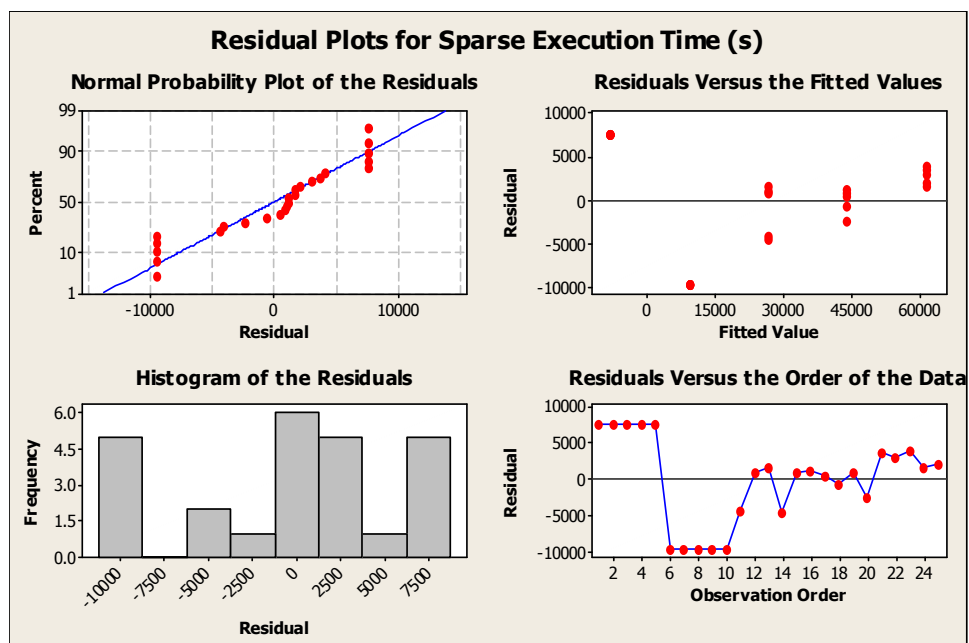 Residual Plots for Sparse Execution Time (s)
Normal Probability Plot of the Residuals
99
90
50
10
1
Percent
-10000 0 10000
Residual
Residuals Versus the Fitted Values
10000
5000
0
-5000
-10000
Residual
0 15000 30000 45000 60000
Fitted Value
Histogram of the Residuals
6.0
4.5
3.0
1.5
0.0
Frequency
-10000 -7500 -5000 -2500 0 2500 5000 7500
Residual
Residuals Versus the Order of the Data
10000
5000
0
-5000
-10000
Residual
2 4 6 8 10 12 14 16 18 20 22 24
Observation Order